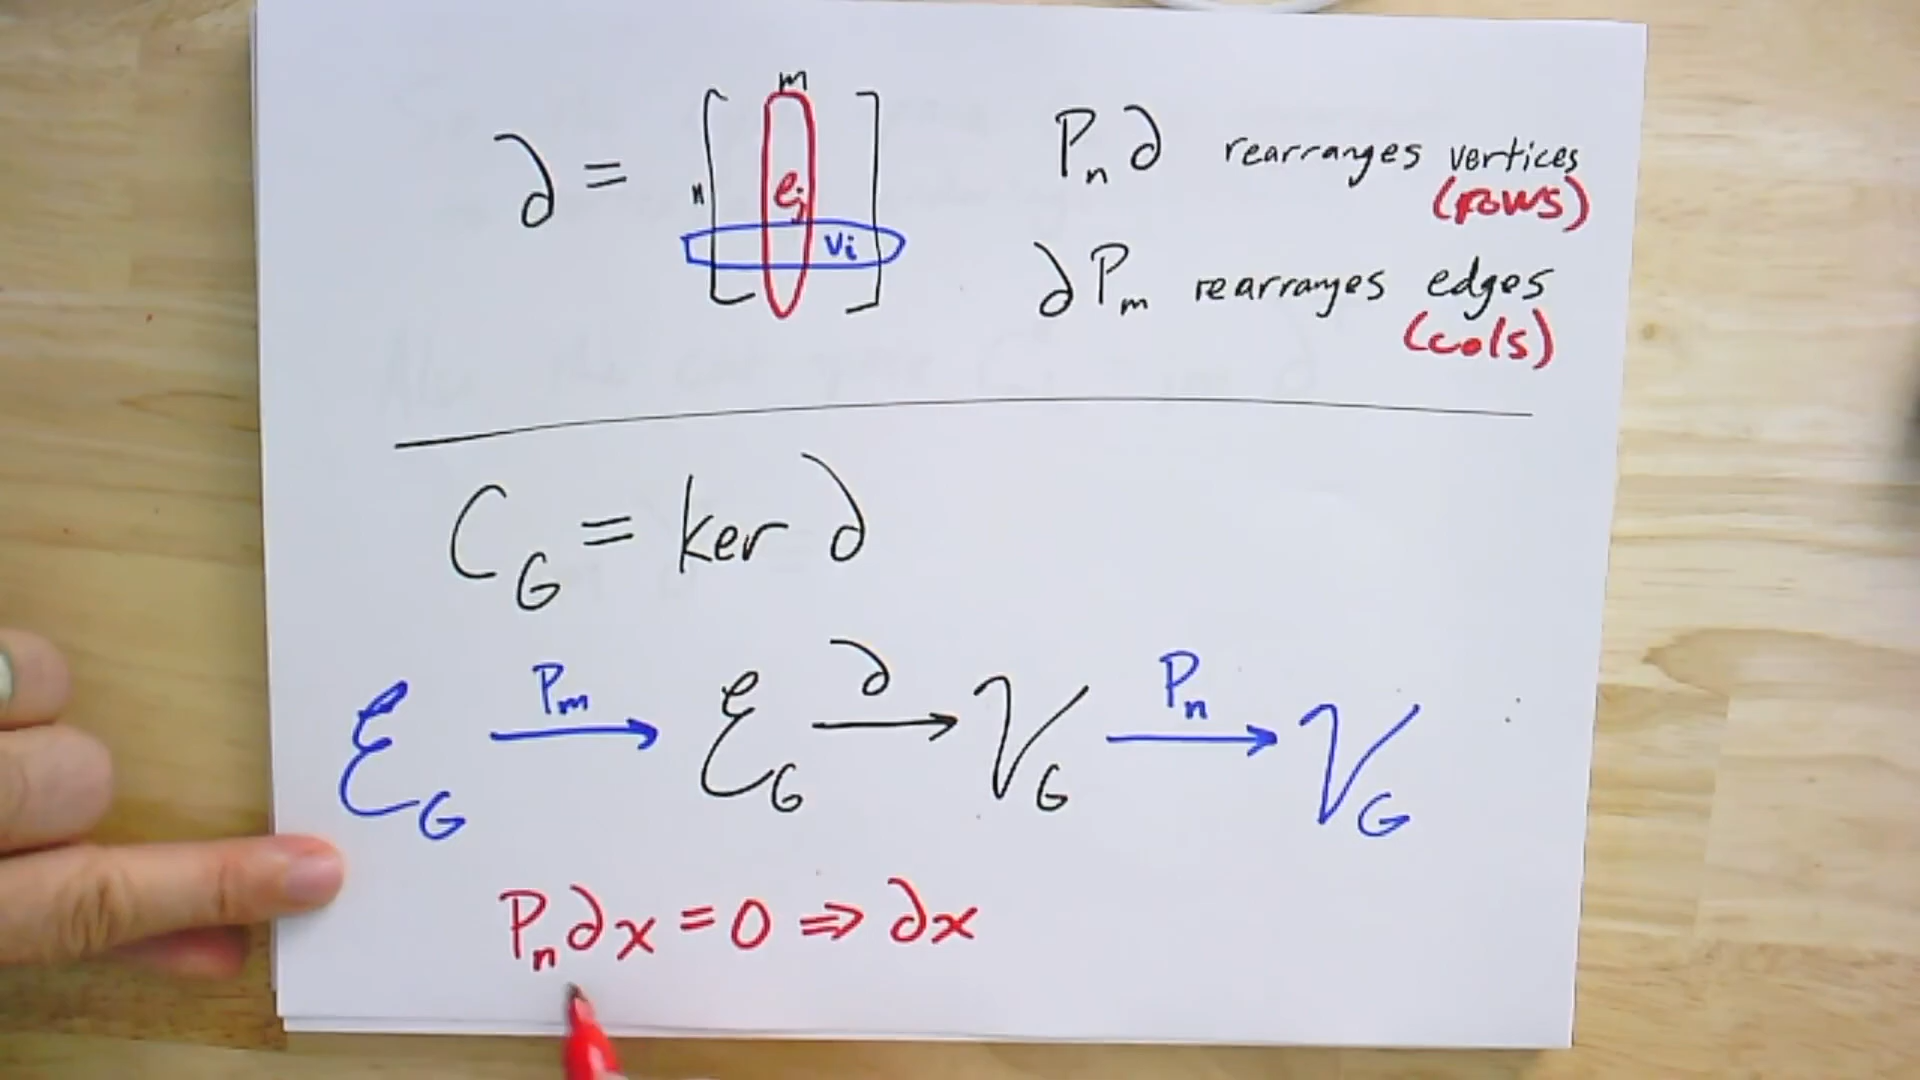 m
∂ = n [ e_j v_i ]
P_n ∂ rearranges vertices
(rows)
∂ P_m rearranges edges
(cols)
C_G = ker ∂
ℰ_G —P_m→ ℰ_G —∂→ 𝒱_G —P_n→ 𝒱_G
P_n ∂x = 0 ⇒ ∂x